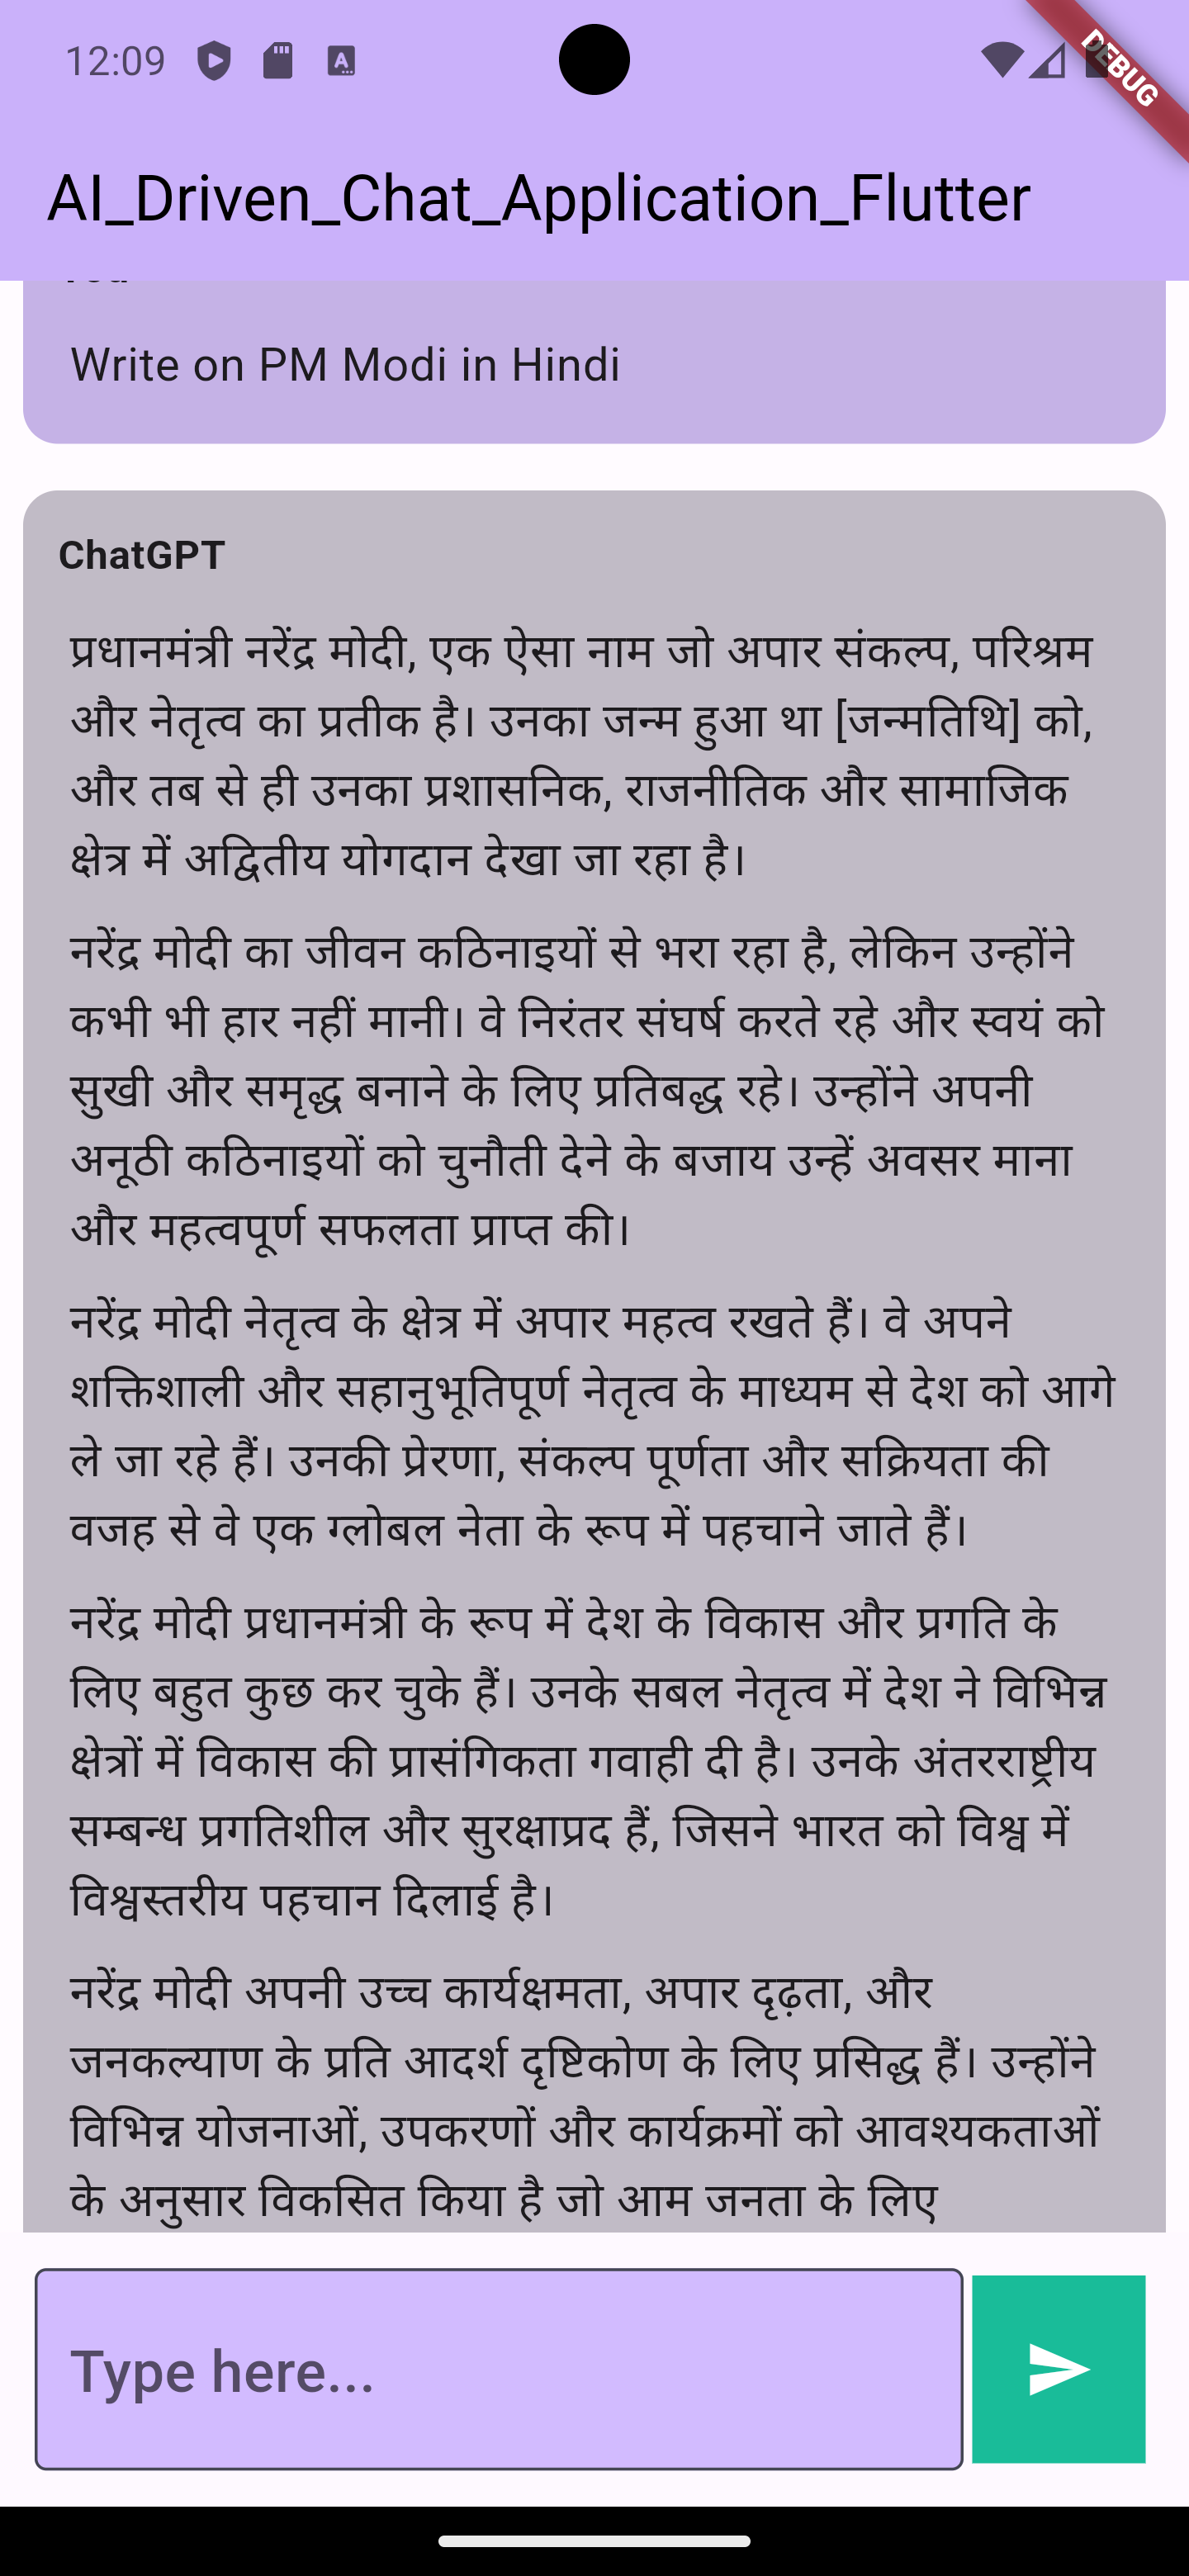 12:09
DEBUG
AI_Driven_Chat_Application_Flutter
Write on PM Modi in Hindi
ChatGPT
प्रधानमंत्री नरेंद्र मोदी, एक ऐसा नाम जो अपार संकल्प, परिश्रम
और नेतृत्व का प्रतीक है। उनका जन्म हुआ था [जन्मतिथि] को,
और तब से ही उनका प्रशासनिक, राजनीतिक और सामाजिक
क्षेत्र में अद्वितीय योगदान देखा जा रहा है।
नरेंद्र मोदी का जीवन कठिनाइयों से भरा रहा है, लेकिन उन्होंने
कभी भी हार नहीं मानी। वे निरंतर संघर्ष करते रहे और स्वयं को
सुखी और समृद्ध बनाने के लिए प्रतिबद्ध रहे। उन्होंने अपनी
अनूठी कठिनाइयों को चुनौती देने के बजाय उन्हें अवसर माना
और महत्वपूर्ण सफलता प्राप्त की।
नरेंद्र मोदी नेतृत्व के क्षेत्र में अपार महत्व रखते हैं। वे अपने
शक्तिशाली और सहानुभूतिपूर्ण नेतृत्व के माध्यम से देश को आगे
ले जा रहे हैं। उनकी प्रेरणा, संकल्प पूर्णता और सक्रियता की
वजह से वे एक ग्लोबल नेता के रूप में पहचाने जाते हैं।
नरेंद्र मोदी प्रधानमंत्री के रूप में देश के विकास और प्रगति के
लिए बहुत कुछ कर चुके हैं। उनके सबल नेतृत्व में देश ने विभिन्न
क्षेत्रों में विकास की प्रासंगिकता गवाही दी है। उनके अंतरराष्ट्रीय
सम्बन्ध प्रगतिशील और सुरक्षाप्रद हैं, जिसने भारत को विश्व में
विश्वस्तरीय पहचान दिलाई है।
नरेंद्र मोदी अपनी उच्च कार्यक्षमता, अपार दृढ़ता, और
जनकल्याण के प्रति आदर्श दृष्टिकोण के लिए प्रसिद्ध हैं। उन्होंने
विभिन्न योजनाओं, उपकरणों और कार्यक्रमों को आवश्यकताओं
के अनुसार विकसित किया है जो आम जनता के लिए
Type here...